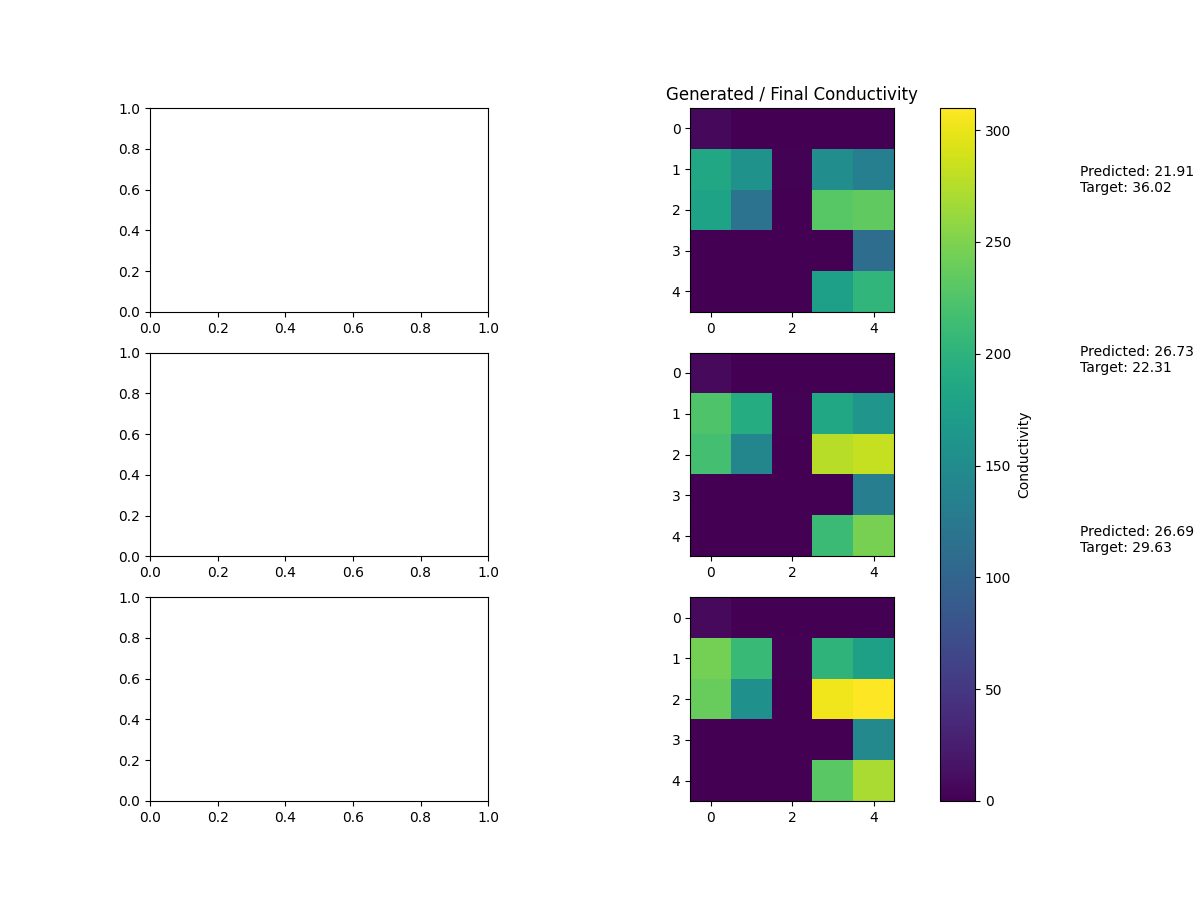 Generated / Final Conductivity
1.0
0.8
0.6
0.4
0.2
0.0
0.0 0.2 0.4 0.6 0.8 1.0
0
1
2
3
4
0 2 4
1.0
0.8
0.6
0.4
0.2
0.0
0.0 0.2 0.4 0.6 0.8 1.0
0
1
2
3
4
0 2 4
1.0
0.8
0.6
0.4
0.2
0.0
0.0 0.2 0.4 0.6 0.8 1.0
0
1
2
3
4
0 2 4
300
250
200
150
100
50
0
Conductivity
Predicted: 21.91
Target: 36.02
Predicted: 26.73
Target: 22.31
Predicted: 26.69
Target: 29.63